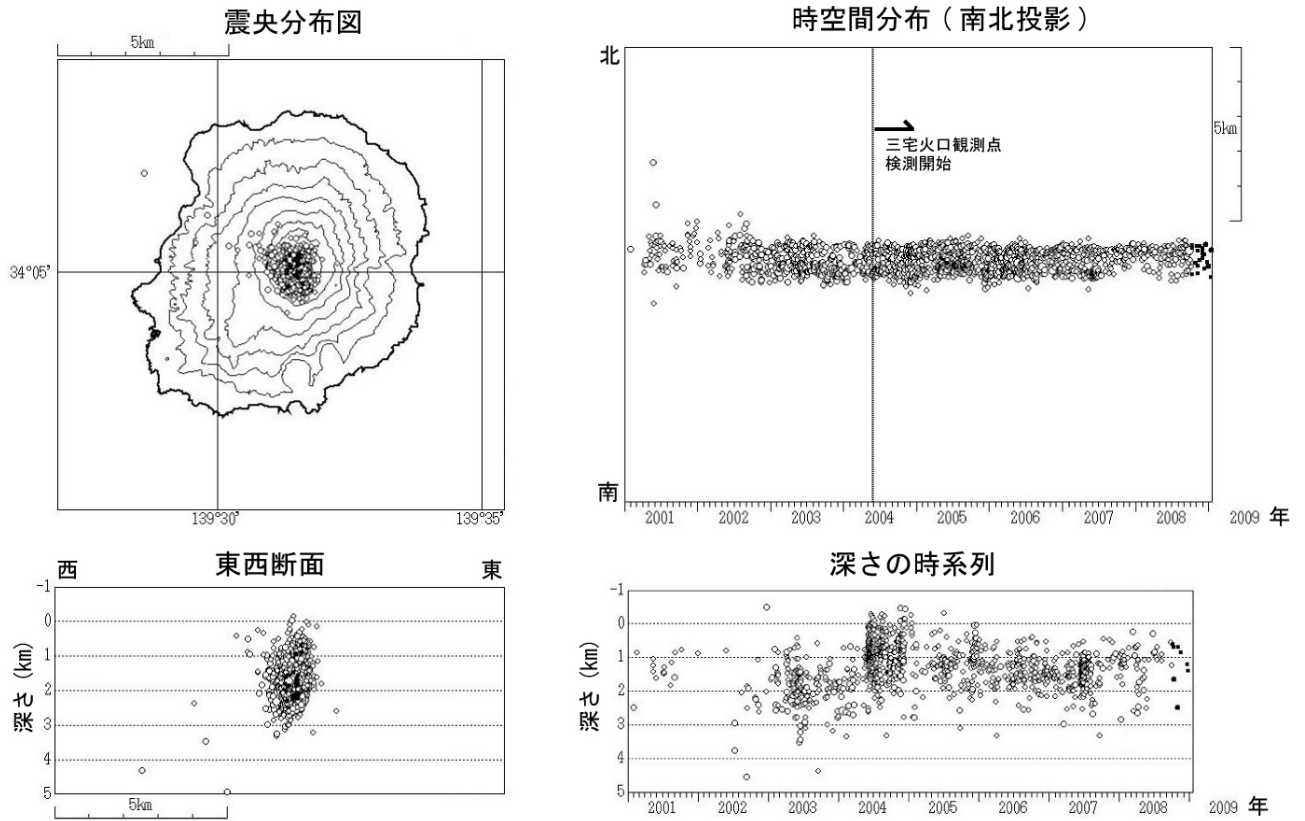 震央分布図
5km
34°05’
139°30’
139°35’
時空間分布 ( 南北投影 )
北
三宅火口観測点
検測開始
5km
南
2001 2002 2003 2004 2005 2006 2007 2008 2009 年
東西断面
西
東
深さ (km)
-1
0
1
2
3
4
5
5km
深さの時系列
深さ (km)
-1
0
1
2
3
4
5
2001 2002 2003 2004 2005 2006 2007 2008 2009 年